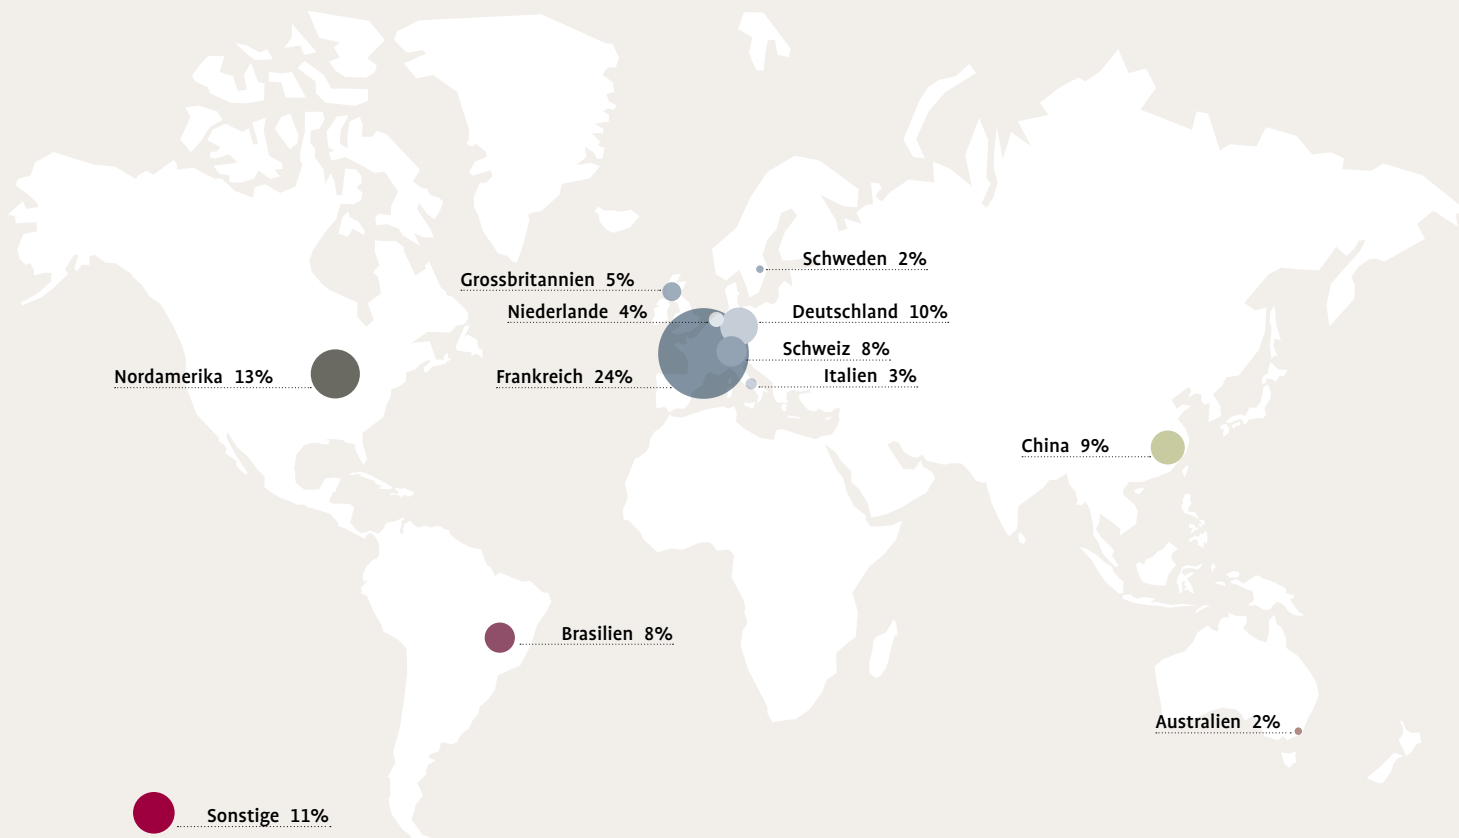 Schweden 2%
Grossbritannien 5%
Niederlande 4%
Deutschland 10%
Schweiz 8%
Nordamerika 13%
Frankreich 24%
Italien 3%
China 9%
Brasilien 8%
Australien 2%
Sonstige 11%